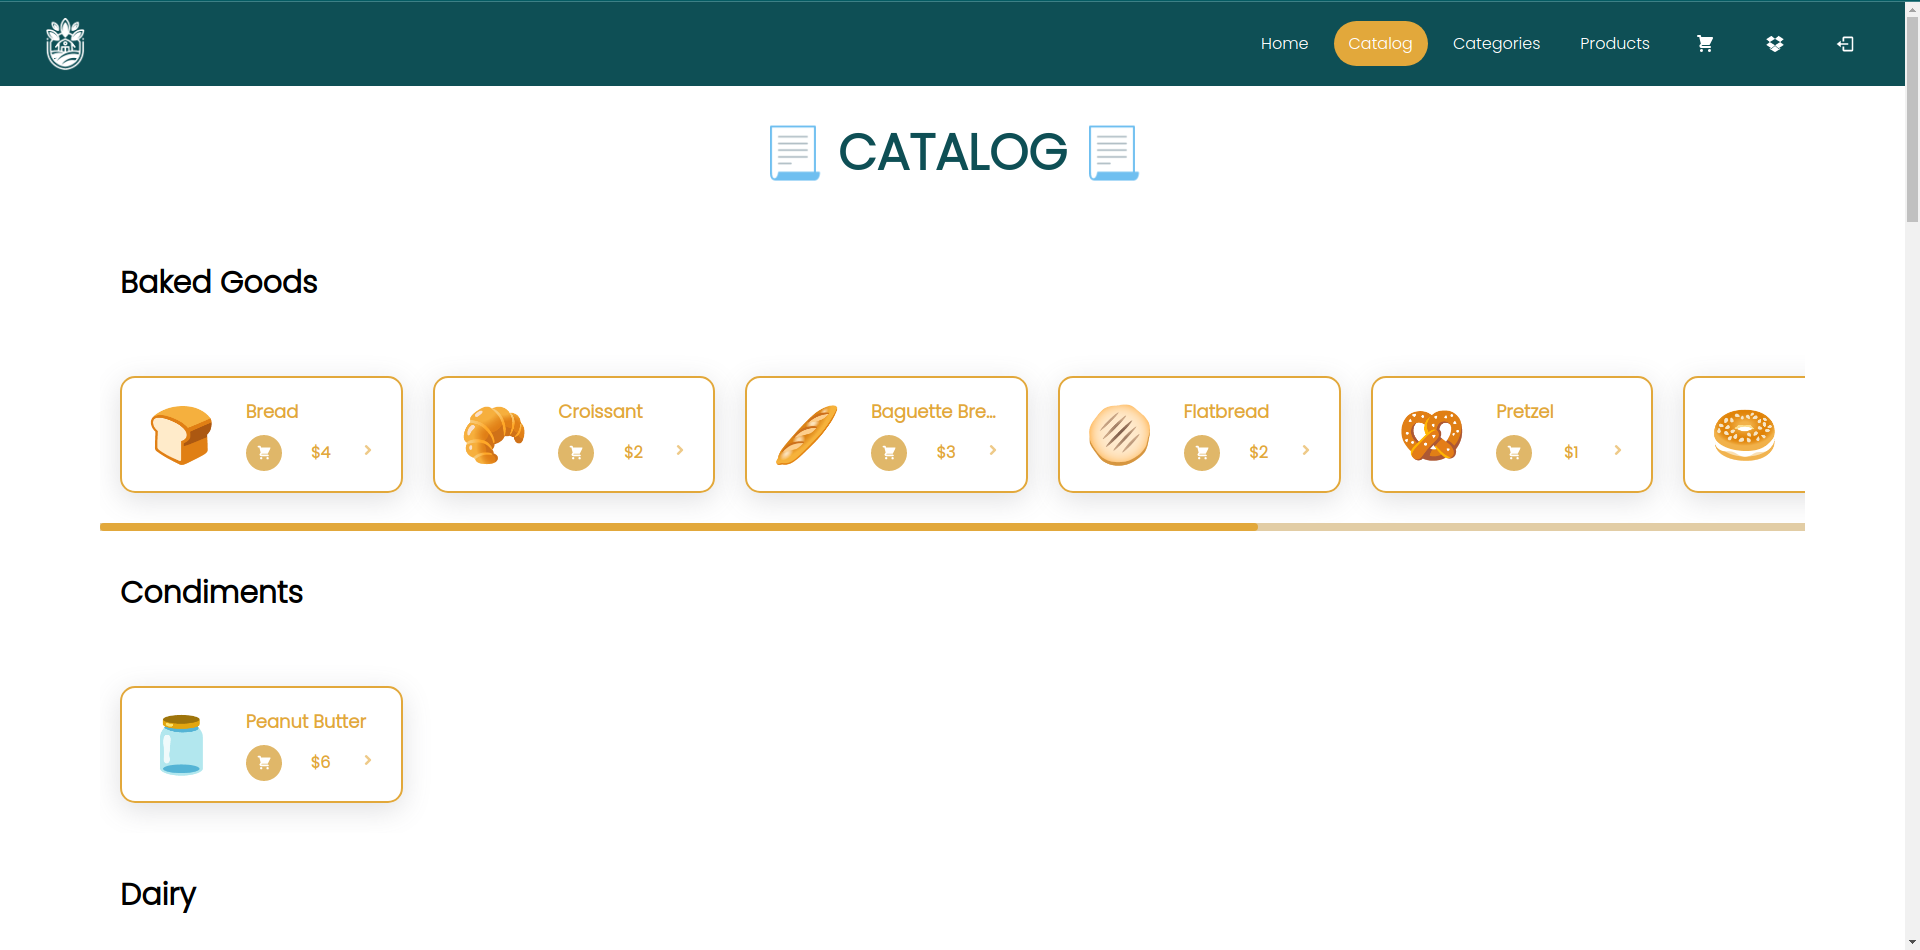 Home Catalog Categories Products
CATALOG
Baked Goods
Bread
$4
Croissant
$2
Baguette Bre...
$3
Flatbread
$2
Pretzel
$1
Condiments
Peanut Butter
$6
Dairy